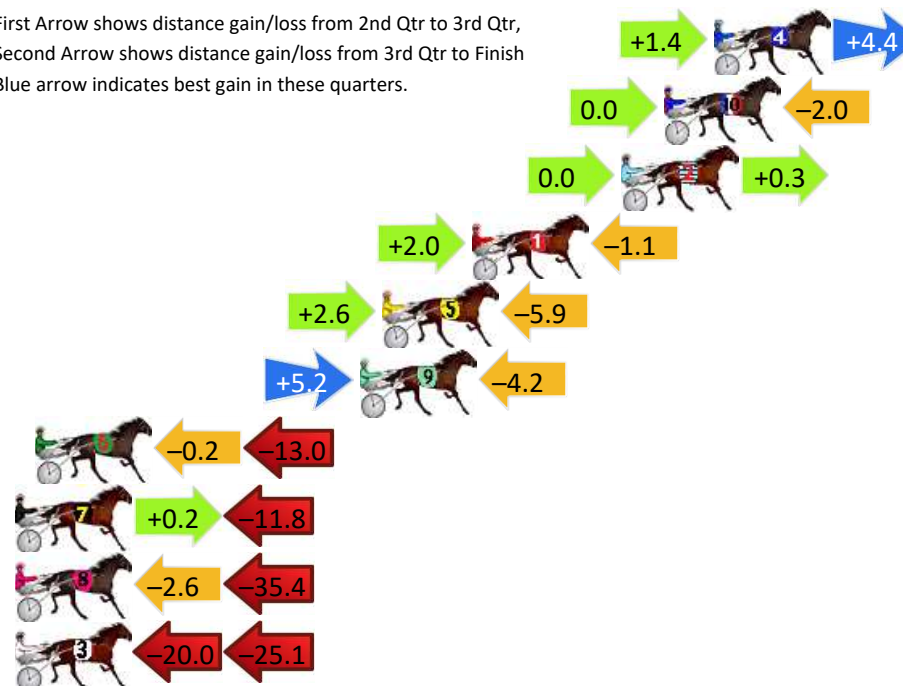 First Arrow shows distance gain/loss from 2nd Qtr to 3rd Qtr,
Second Arrow shows distance gain/loss from 3rd Qtr to Finish
Blue arrow indicates best gain in these quarters.
+1.4 4 +4.4
0.0 10 –2.0
0.0 2 +0.3
+2.0 1 –1.1
+2.6 5 –5.9
+5.2 9 –4.2
6 –0.2 –13.0
7 +0.2 –11.8
8 –2.6 –35.4
3 –20.0 –25.1